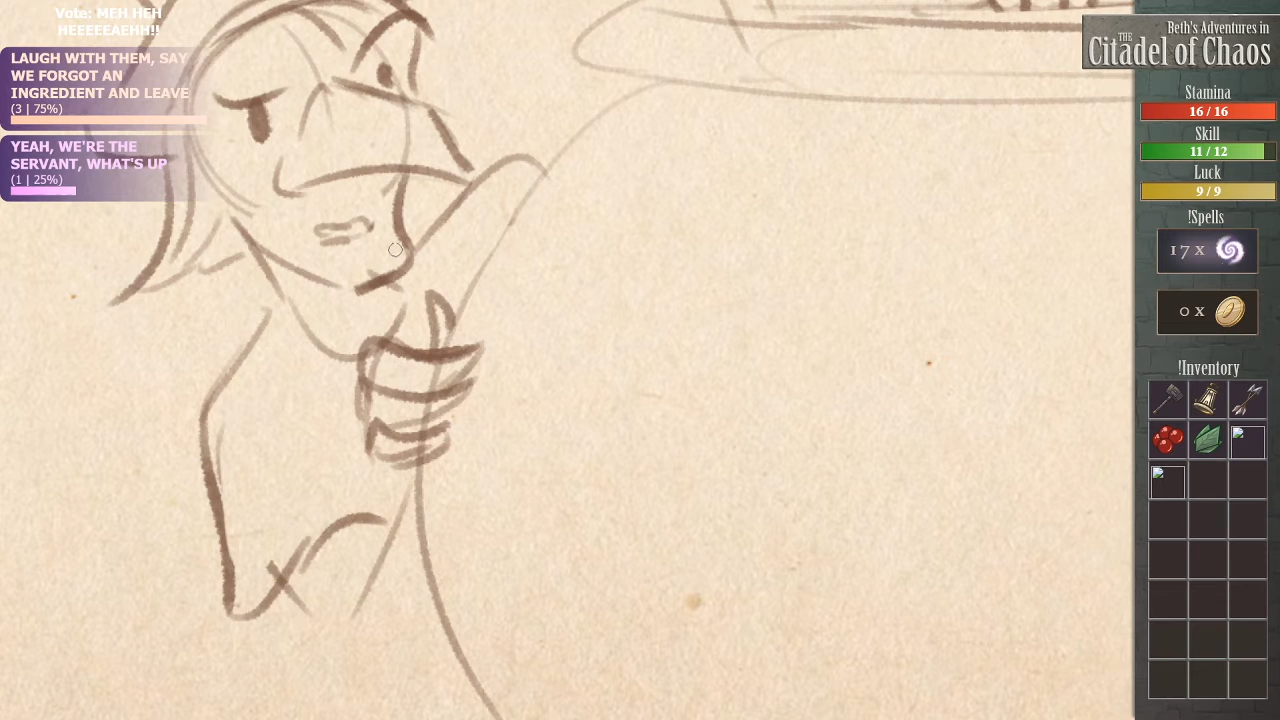 Vote: MEH HEH
HEEEEEAEHH!!
LAUGH WITH THEM, SAY
WE FORGOT AN
INGREDIENT AND LEAVE
(3 | 75%)
YEAH, WE'RE THE
SERVANT, WHAT'S UP
(1 | 25%)
Beth's Adventures in
THE
Citadel of Chaos
Stamina
16 / 16
Skill
11 / 12
Luck
9 / 9
!Spells
17 x
0 x
!Inventory